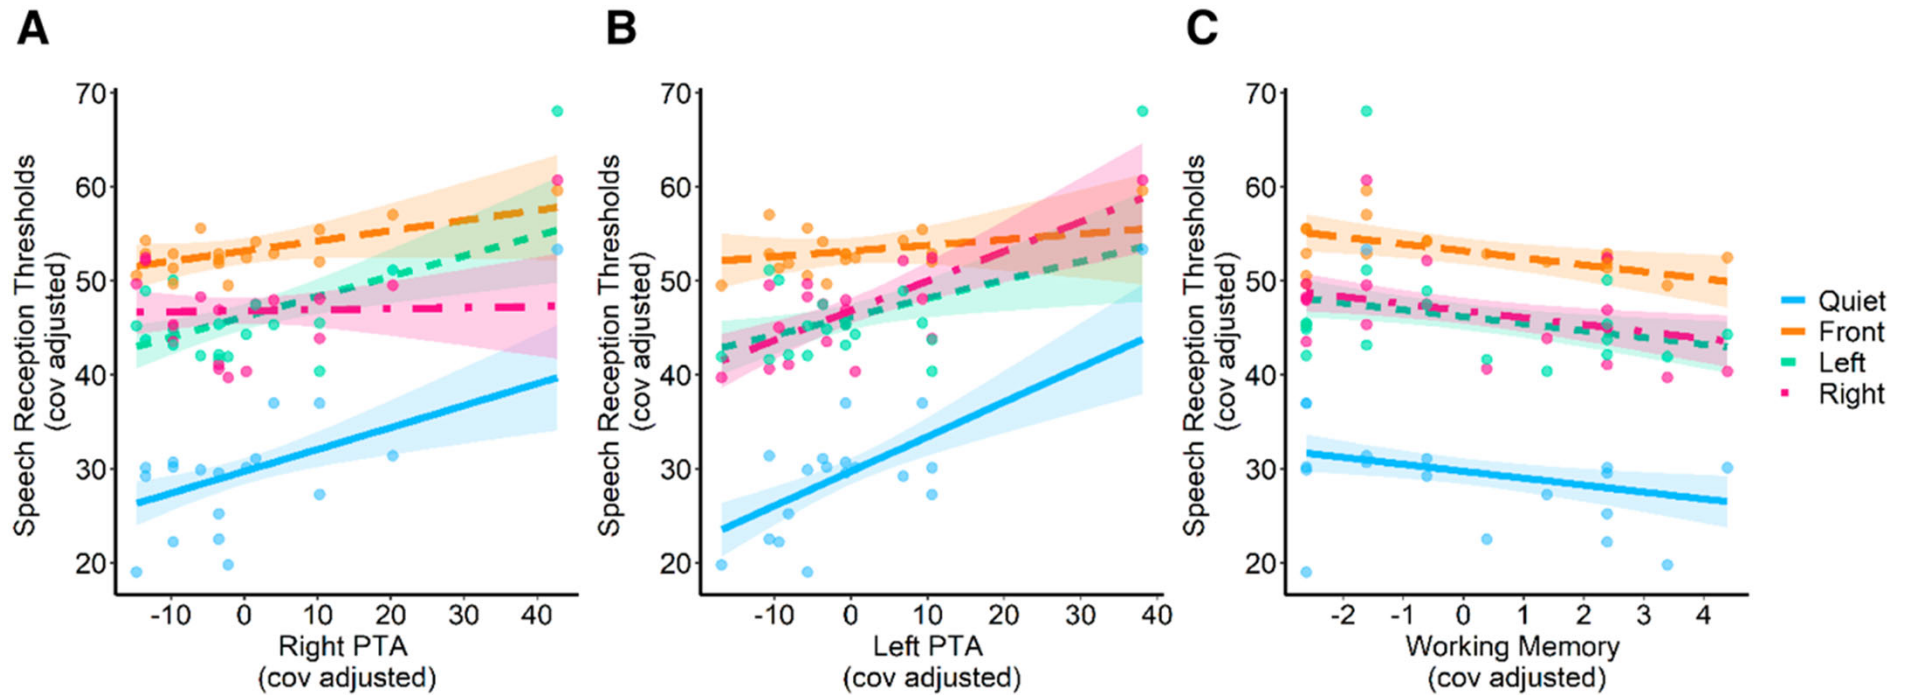 A
Speech Reception Thresholds
(cov adjusted)
70
60
50
40
30
20
-10 0 10 20 30 40
Right PTA
(cov adjusted)
B
Speech Reception Thresholds
(cov adjusted)
70
60
50
40
30
20
-10 0 10 20 30 40
Left PTA
(cov adjusted)
C
Speech Reception Thresholds
(cov adjusted)
70
60
50
40
30
20
-2 -1 0 1 2 3 4
Working Memory
(cov adjusted)
Quiet
Front
Left
Right